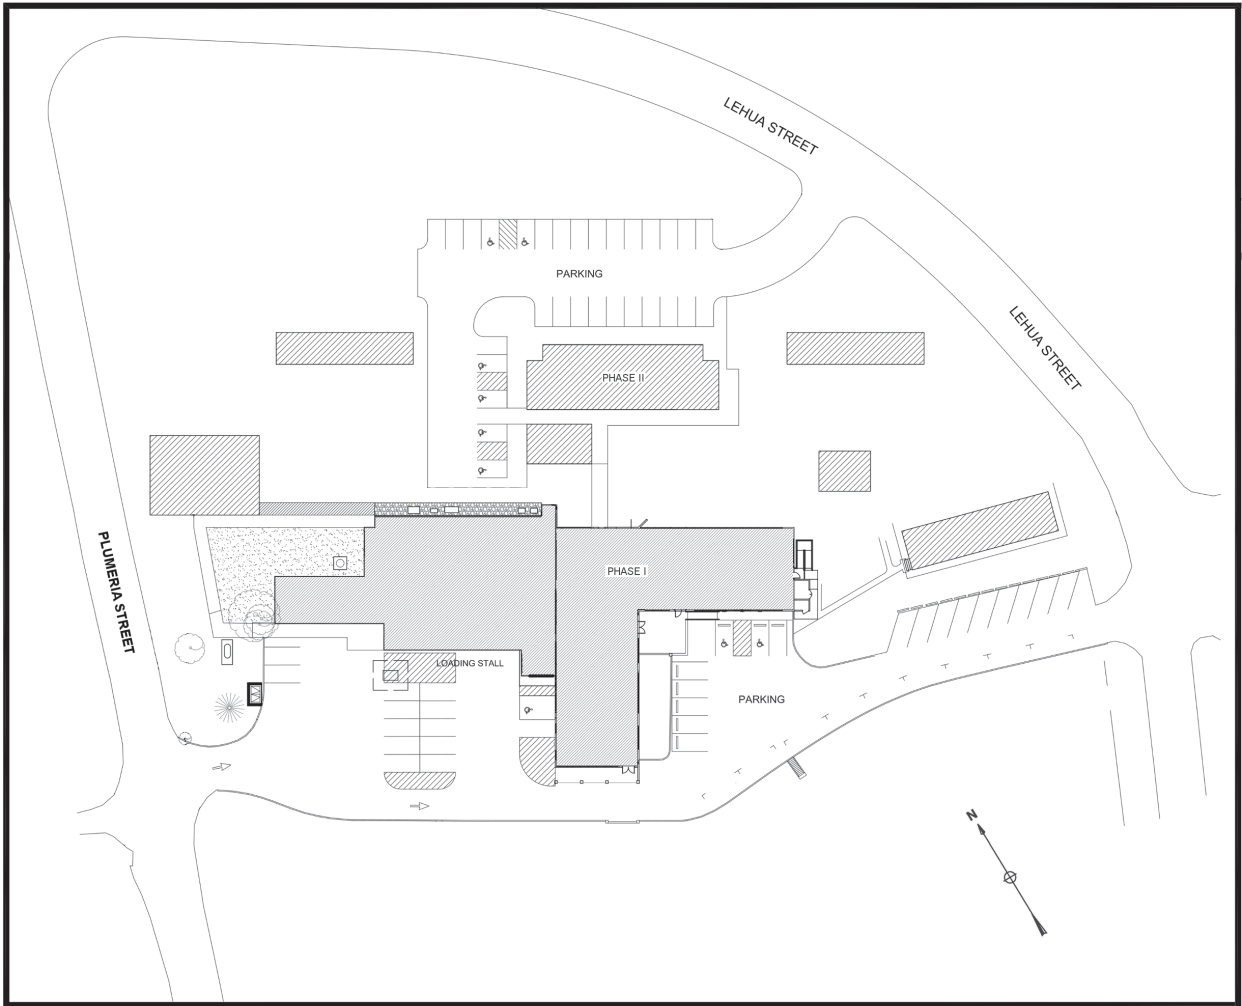 LEHUA STREET
PARKING
LEHUA STREET
PHASE II
PLUMERIA STREET
PHASE I
LOADING STALL
PARKING
N